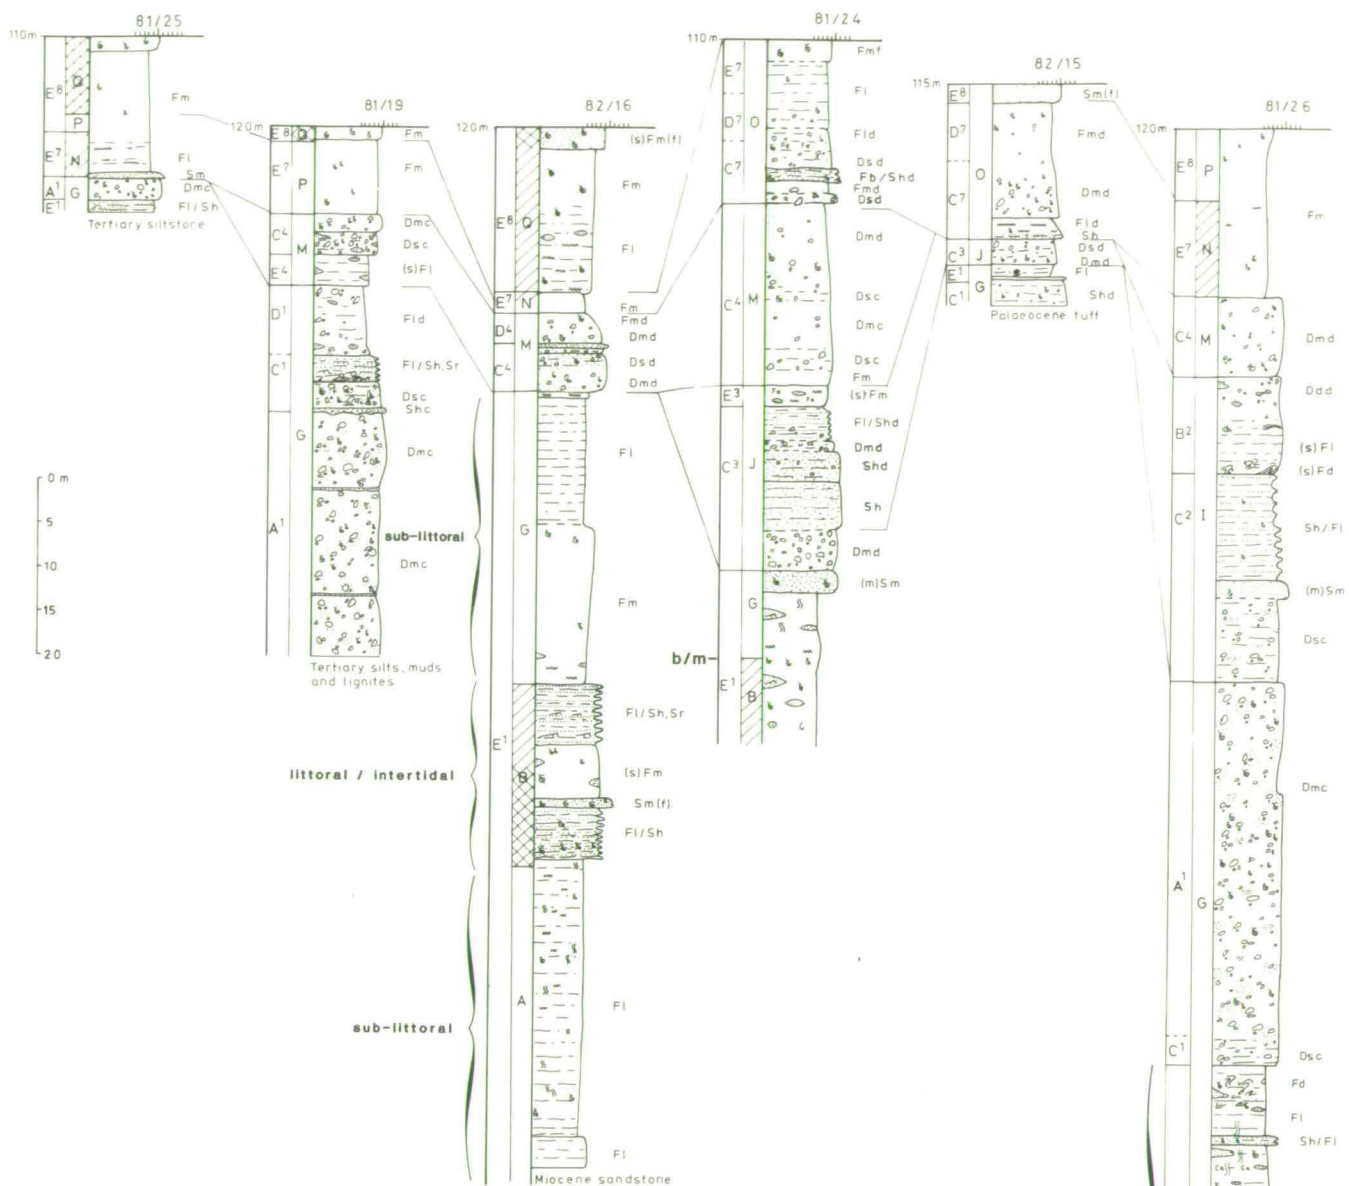 81/25
110m
E8
Q
P
E7
N
A1
G
E1
Fm
Fl
Sm
Dmc
Fl/Sh
Tertiary siltstone
81/19
120m
E8
Q
E7
P
C4
M
E4
D1
C1
G
A1
Fm
Fm
Dmc
Dsc
(s)Fl
Fld
Fl/Sh,Sr
Dsc
Shc
Dmc
Dmc
Tertiary silts, muds
and lignites
0 m
5
10
15
20
82/16
120m
E8
Q
E7
N
D4
M
C4
G
E1
B
A
(s)Fm(f)
Fm
Fl
Fm
Fmd
Dmd
Dsd
Dmd
Fl
Fm
Fl/Sh,Sr
(s)Fm
Sm(f)
Fl/Sh
Fl
Fl
Miocene sandstone
sub-littoral
littoral / intertidal
sub-littoral
81/24
110m
E7
D7
O
C7
C4
M
E3
C3
J
G
b/m
E1
B
Fmf
Fl
Fld
Dsd
Fb/Shd
Fmd
Dsd
Dmd
Dsc
Dmc
Dsc
Fm
(s)Fm
Fl/Shd
Dmd
Shd
Sh
Dmd
(m)Sm
82/15
115m
E8
D7
O
C7
C3
J
E1
G
C1
Sm(f)
Fmd
Dmd
Fld
Sh
Dsd
Dmd
Fl
Shd
Palaeocene tuff
81/26
120m
E8
P
E7
N
C4
M
B2
C2
I
A1
G
C1
Fm
Dmd
Ddd
(s)Fl
(s)Fd
Sh/Fl
(m)Sm
Dsc
Dmc
Dsc
Fd
Fl
Sh/Fl